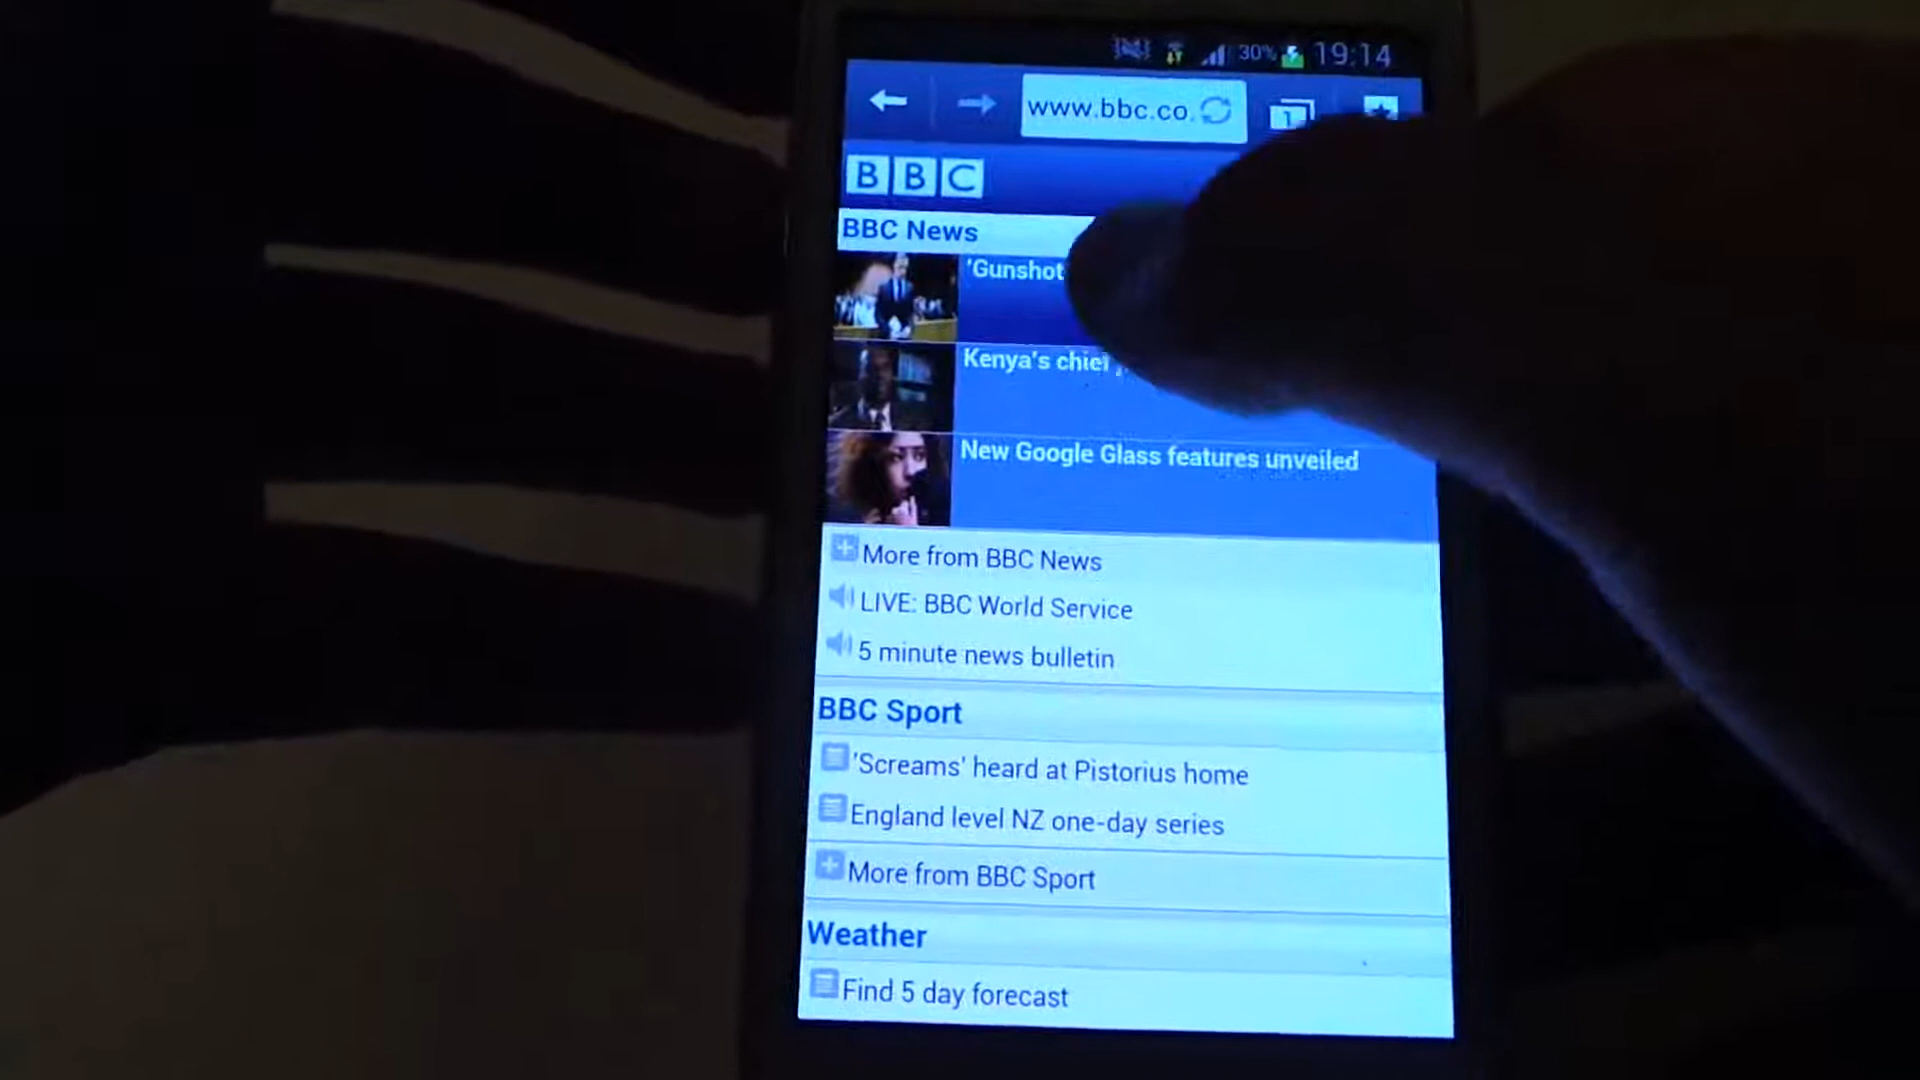 30% 19:14
www.bbc.co. 1
BBC
BBC News
'Gunshot
Kenya's chief
New Google Glass features unveiled
More from BBC News
LIVE: BBC World Service
5 minute news bulletin
BBC Sport
'Screams' heard at Pistorius home
England level NZ one-day series
More from BBC Sport
Weather
Find 5 day forecast